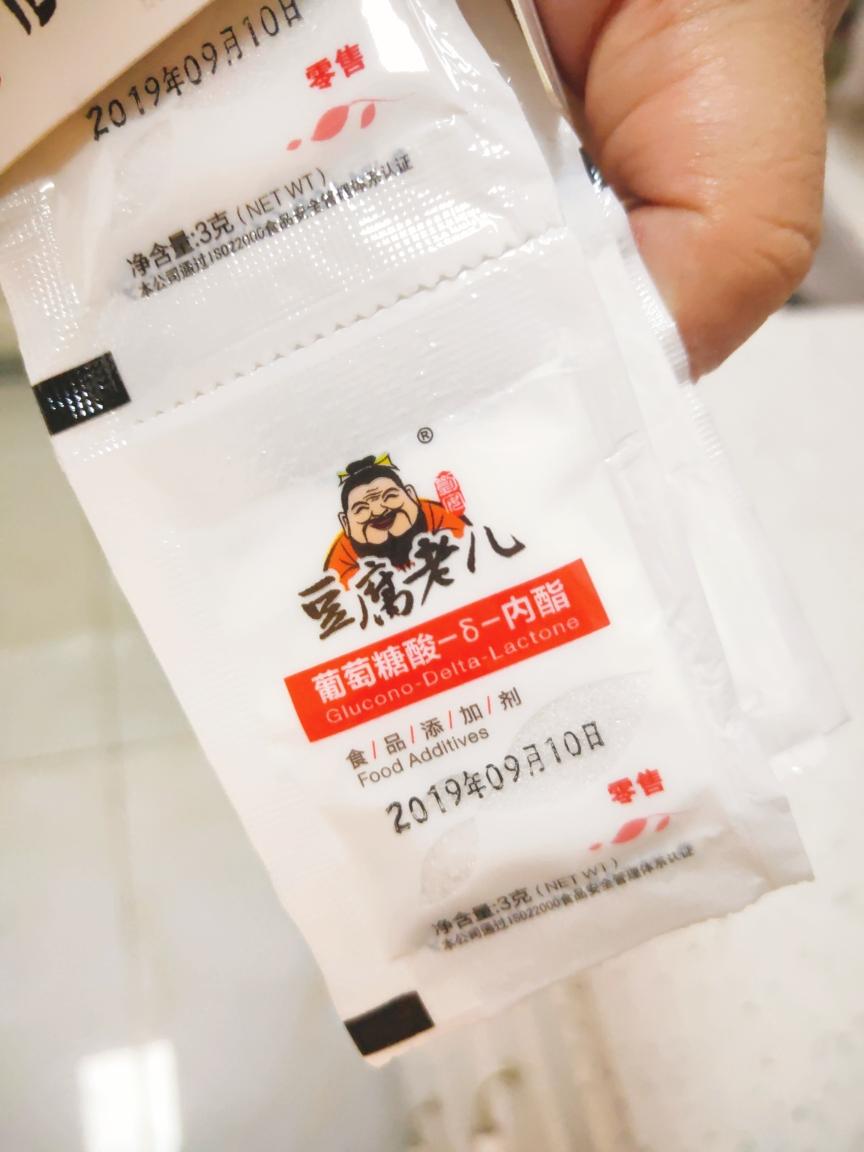 2019年09月10日
零售
净含量:3克(NET WT)
本公司通过ISO22000食品安全管理体系认证
®
豆腐老儿
葡萄糖酸-δ-内酯
Glucono-Delta-Lactone
食/品/添/加/剂
Food Additives
2019年09月10日
零售
净含量:3克(NET WT)
本公司通过ISO22000食品安全管理体系认证